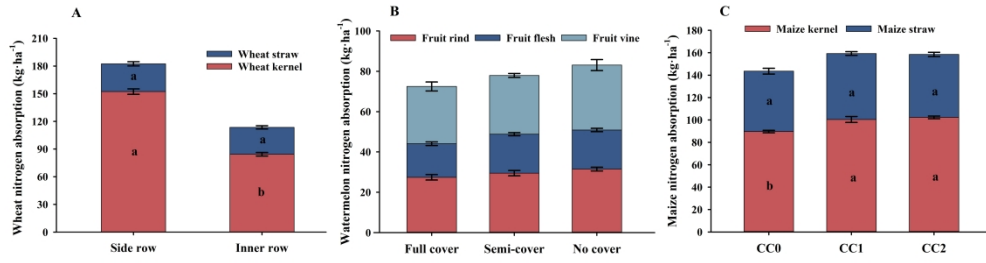 A
Wheat nitrogen absorption (kg·ha⁻¹)
210
180
150
120
90
60
30
0
Wheat straw
Wheat kernel
a
a
a
b
Side row
Inner row
B
Watermelon nitrogen absorption (kg·ha⁻¹)
100
80
60
40
20
0
Fruit rind
Fruit flesh
Fruit vine
Full cover
Semi-cover
No cover
C
Maize nitrogen absorption (kg·ha⁻¹)
180
160
140
120
100
80
60
40
20
0
Maize kernel
Maize straw
a
a
a
b
a
a
CC0
CC1
CC2